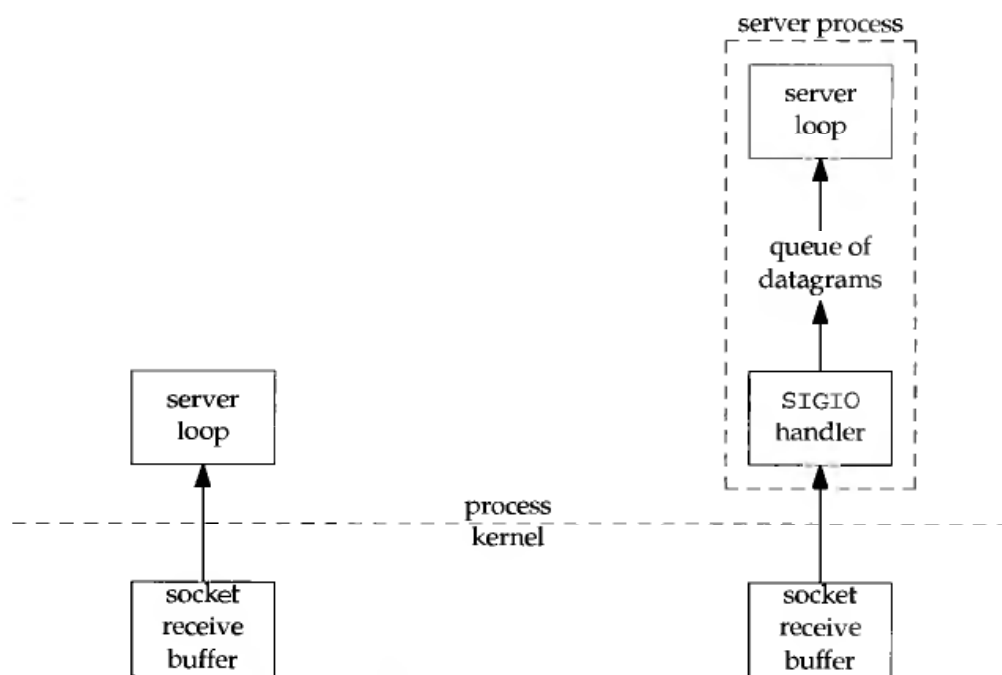 server process
server
loop
queue of
datagrams
server
loop
SIGIO
handler
process
kernel
socket
receive
buffer
socket
receive
buffer